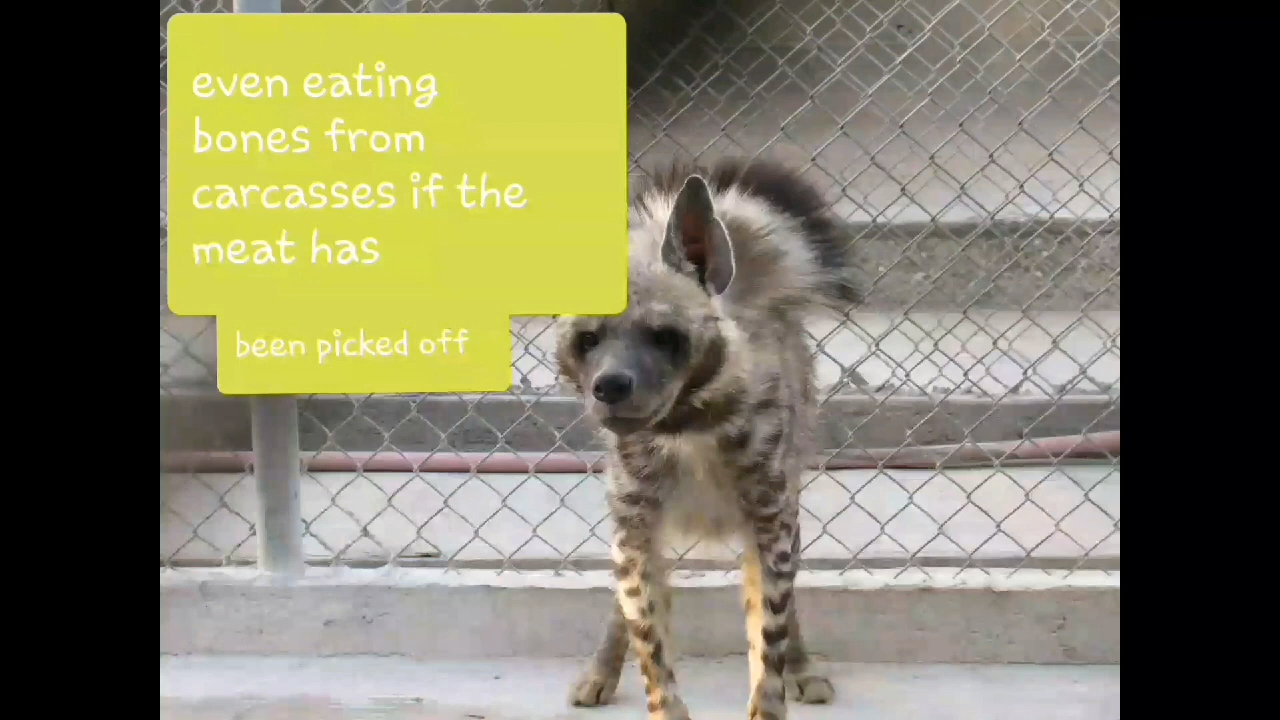 even eating
bones from
carcasses if the
meat has
been picked off